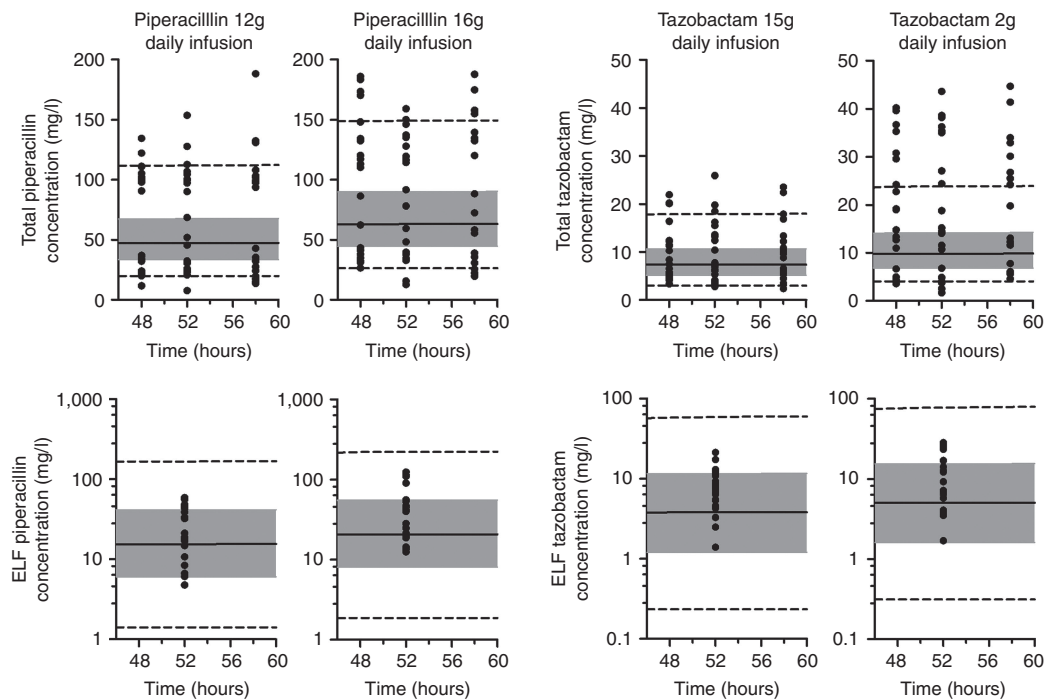 Piperacilllin 12g
daily infusion
Piperacilllin 16g
daily infusion
Tazobactam 15g
daily infusion
Tazobactam 2g
daily infusion
Total piperacillin
concentration (mg/l)
200
150
100
50
0
48 52 56 60
Time (hours)
200
150
100
50
0
48 52 56 60
Time (hours)
Total tazobactam
concentration (mg/l)
50
40
30
20
10
0
48 52 56 60
Time (hours)
50
40
30
20
10
0
48 52 56 60
Time (hours)
ELF piperacillin
concentration (mg/l)
1,000
100
10
1
48 52 56 60
Time (hours)
1,000
100
10
1
48 52 56 60
Time (hours)
ELF tazobactam
concentration (mg/l)
100
10
1
0.1
48 52 56 60
Time (hours)
100
10
1
0.1
48 52 56 60
Time (hours)